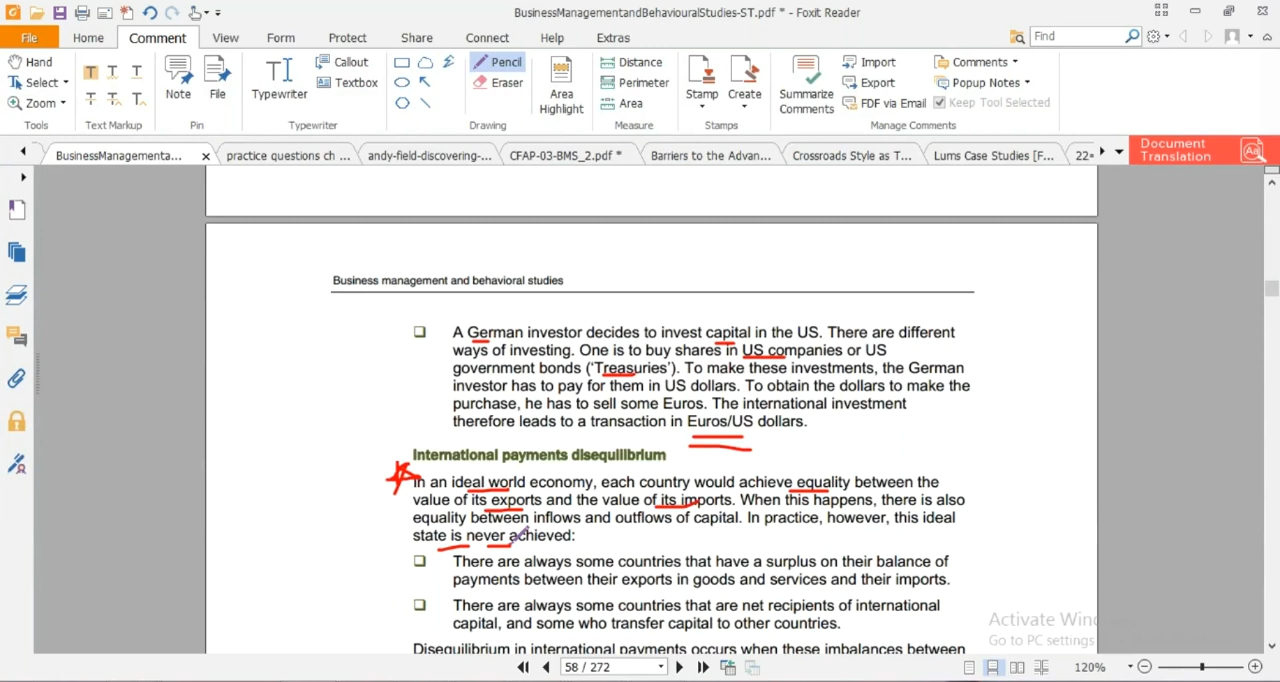 BusinessManagementandBehaviouralStudies-ST.pdf * - Foxit Reader
File Home Comment View Form Protect Share Connect Help Extras
Find
Hand
Select
Zoom
Tools
Text Markup
Note
File
Pin
Typewriter
Callout
Textbox
Typewriter
Pencil
Eraser
Drawing
Area
Highlight
Distance
Perimeter
Area
Measure
Stamp
Create
Stamps
Summarize
Comments
Import
Export
FDF via Email
Comments
Popup Notes
Keep Tool Selected
Manage Comments
BusinessManagementa...
practice questions ch ...
andy-field-discovering-...
CFAP-03-BMS_2.pdf *
Barriers to the Advan...
Crossroads Style as T...
Lums Case Studies [F...
22=
Document
Translation
Business management and behavioral studies
A German investor decides to invest capital in the US. There are different
ways of investing. One is to buy shares in US companies or US
government bonds ('Treasuries'). To make these investments, the German
investor has to pay for them in US dollars. To obtain the dollars to make the
purchase, he has to sell some Euros. The international investment
therefore leads to a transaction in Euros/US dollars.
International payments disequilibrium
In an ideal world economy, each country would achieve equality between the
value of its exports and the value of its imports. When this happens, there is also
equality between inflows and outflows of capital. In practice, however, this ideal
state is never achieved:
There are always some countries that have a surplus on their balance of
payments between their exports in goods and services and their imports.
There are always some countries that are net recipients of international
capital, and some who transfer capital to other countries.
Disequilibrium in international payments occurs when these imbalances between
Activate Win
Go to PC settings
58 / 272
120%